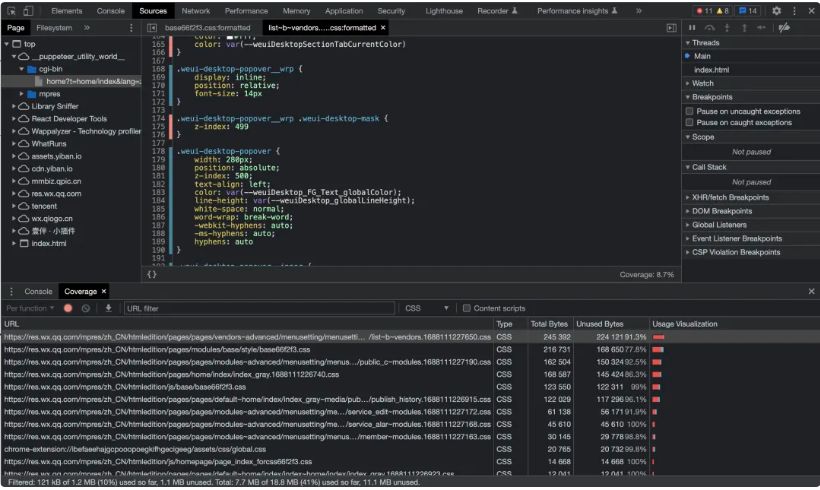 Elements Console Sources Network Performance Memory Application Security Lighthouse Recorder Performance insights » 11 8 14
Page Filesystem »
base66f2f3.css:formatted list~b~vendors.….css:formatted ×
top
__puppeteer_utility_world__
cgi-bin
home?t=home/index&lang=
mpres
Library Sniffer
React Developer Tools
Wappalyzer - Technology profiler
WhatRuns
assets.yiban.io
cdn.yiban.io
mmbiz.qpic.cn
res.wx.qq.com
tencent
wx.qlogo.cn
壹伴 · 小插件
index.html
165 color: var(--weuiDesktopSectionTabCurrentColor)
166 }
167
168 .weui-desktop-popover__wrp {
169 display: inline;
170 position: relative;
171 font-size: 14px
172 }
173
174 .weui-desktop-popover__wrp .weui-desktop-mask {
175 z-index: 499
176 }
177
178 .weui-desktop-popover {
179 width: 280px;
180 position: absolute;
181 z-index: 500;
182 text-align: left;
183 color: var(--weuiDesktop_FG_Text_globalColor);
184 line-height: var(--weuiDesktop_globalLineHeight);
185 white-space: normal;
186 word-wrap: break-word;
187 -webkit-hyphens: auto;
188 -ms-hyphens: auto;
189 hyphens: auto
190 }
191
{} Coverage: 8.7%
Threads
Main
index.html
Watch
Breakpoints
Pause on uncaught exceptions
Pause on caught exceptions
Scope
Not paused
Call Stack
Not paused
XHR/fetch Breakpoints
DOM Breakpoints
Global Listeners
Event Listener Breakpoints
CSP Violation Breakpoints
Console Coverage ×
Per function URL filter CSS Content scripts
URL Type Total Bytes Unused Bytes Usage Visualization
https://res.wx.qq.com/mpres/zh_CN/htmledition/pages/pages/vendors-advanced/menusetting/menusetti… /list~b~vendors.1688111227650.css CSS 245 392 224 121 91.3%
https://res.wx.qq.com/mpres/zh_CN/htmledition/pages/modules/base/style/base66f2f3.css CSS 216 731 168 650 77.8%
https://res.wx.qq.com/mpres/zh_CN/htmledition/pages/pages/advanced/menusetting/menus…/public_c~modules.1688111227190.css CSS 162 504 150 324 92.5%
https://res.wx.qq.com/mpres/zh_CN/htmledition/pages/home/index/index_gray.1688111226740.css CSS 168 587 145 424 86.3%
https://res.wx.qq.com/mpres/zh_CN/htmledition/js/base/base66f2f3.css CSS 123 550 122 311 99%
https://res.wx.qq.com/mpres/zh_CN/htmledition/pages/pages/default~home/index/index_gray~media/pub…/publish_history.1688111226915.css CSS 122 029 117 296 96.1%
https://res.wx.qq.com/mpres/zh_CN/htmledition/pages/pages/advanced/menusetting/me…/service_edit~modules.1688111227172.css CSS 61 138 56 171 91.9%
https://res.wx.qq.com/mpres/zh_CN/htmledition/pages/pages/advanced/menusetting/me…/service_alar~modules.1688111227168.css CSS 45 610 45 610 100%
https://res.wx.qq.com/mpres/zh_CN/htmledition/pages/pages/advanced/menusetting/menus…/member~modules.1688111227163.css CSS 30 145 29 778 98.8%
chrome-extension://ibefaeehajgcpooopoegkifhgecigeeg/assets/css/global.css CSS 20 765 20 732 99.8%
https://res.wx.qq.com/mpres/zh_CN/htmledition/js/homepage/page_index_forcss66f2f3.css CSS 14 668 14 668 100%
https://res.wx.qq.com/mpres/zh_CN/htmledition/pages/pages/default~home/index/index~home/index/index_gray.1688111226923.css CSS 12 041 12 041 100%
Filtered: 121 kB of 1.2 MB (10%) used so far, 1.1 MB unused. Total: 7.7 MB of 18.8 MB (41%) used so far, 11.1 MB unused.